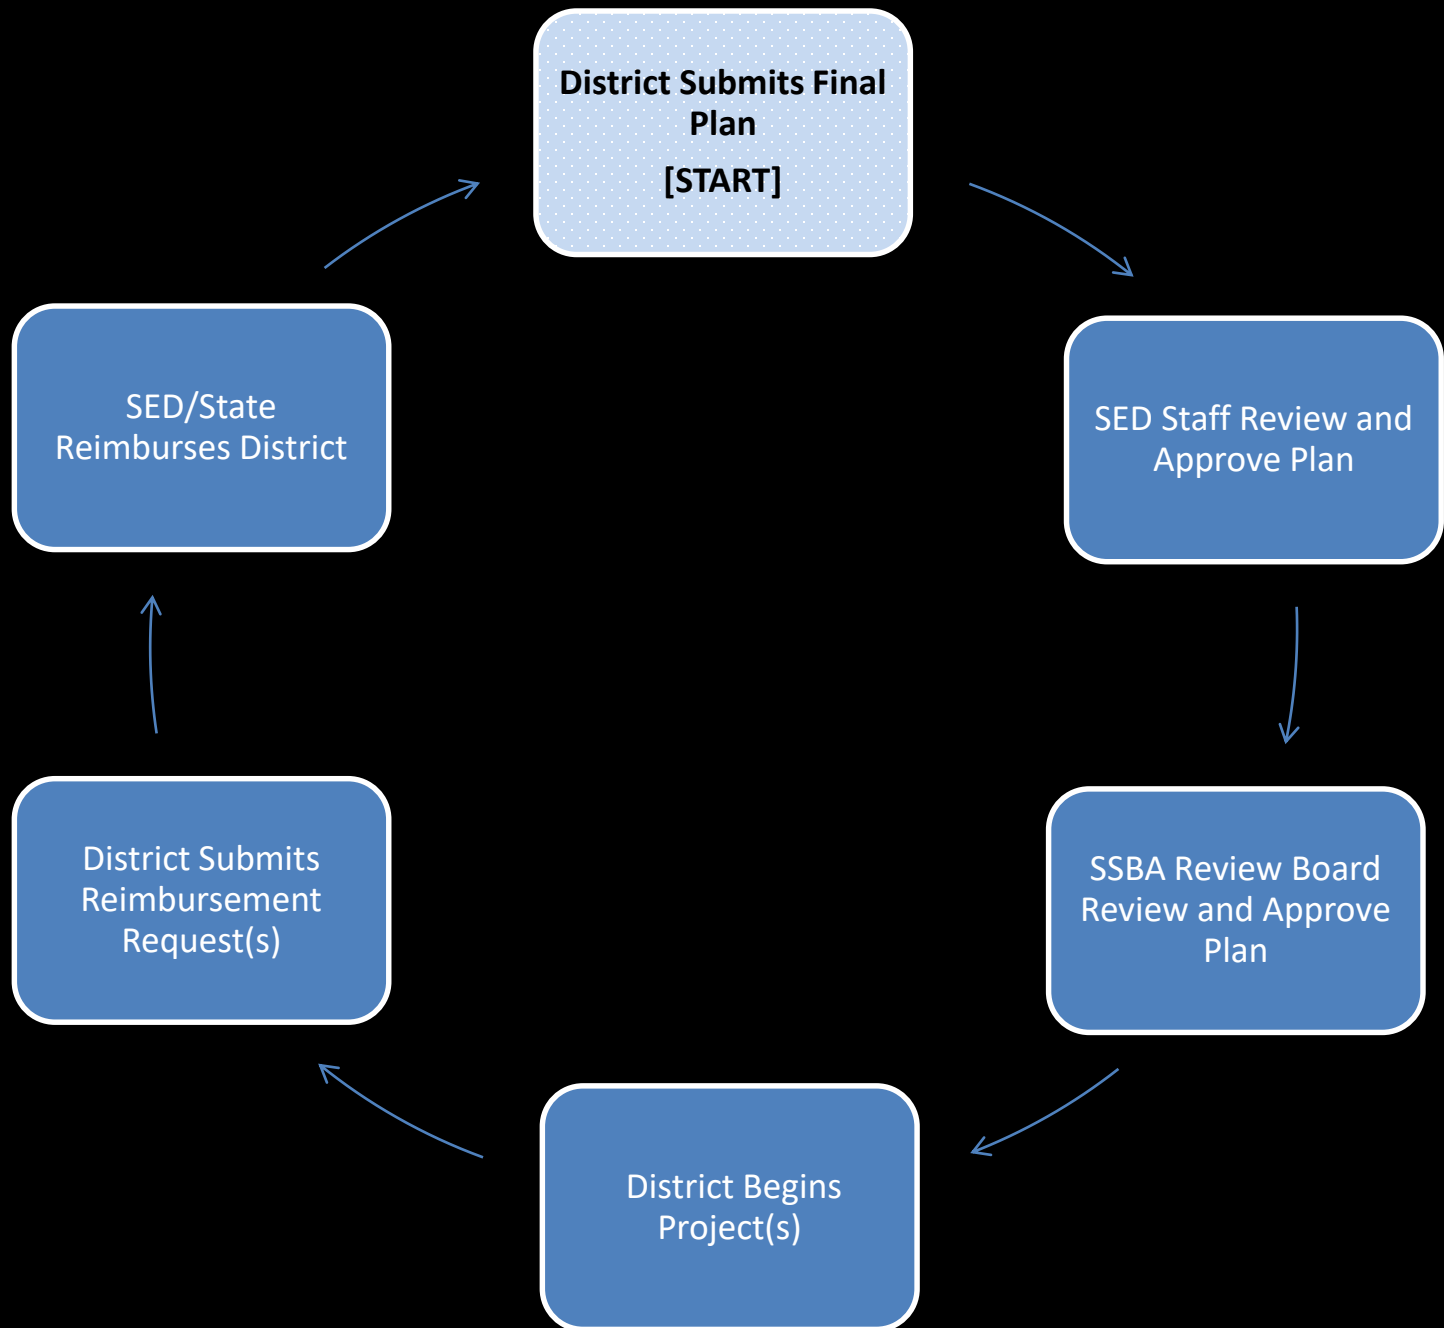 District Submits Final
Plan
[START]
SED Staff Review and
Approve Plan
SSBA Review Board
Review and Approve
Plan
District Begins
Project(s)
District Submits
Reimbursement
Request(s)
SED/State
Reimburses District